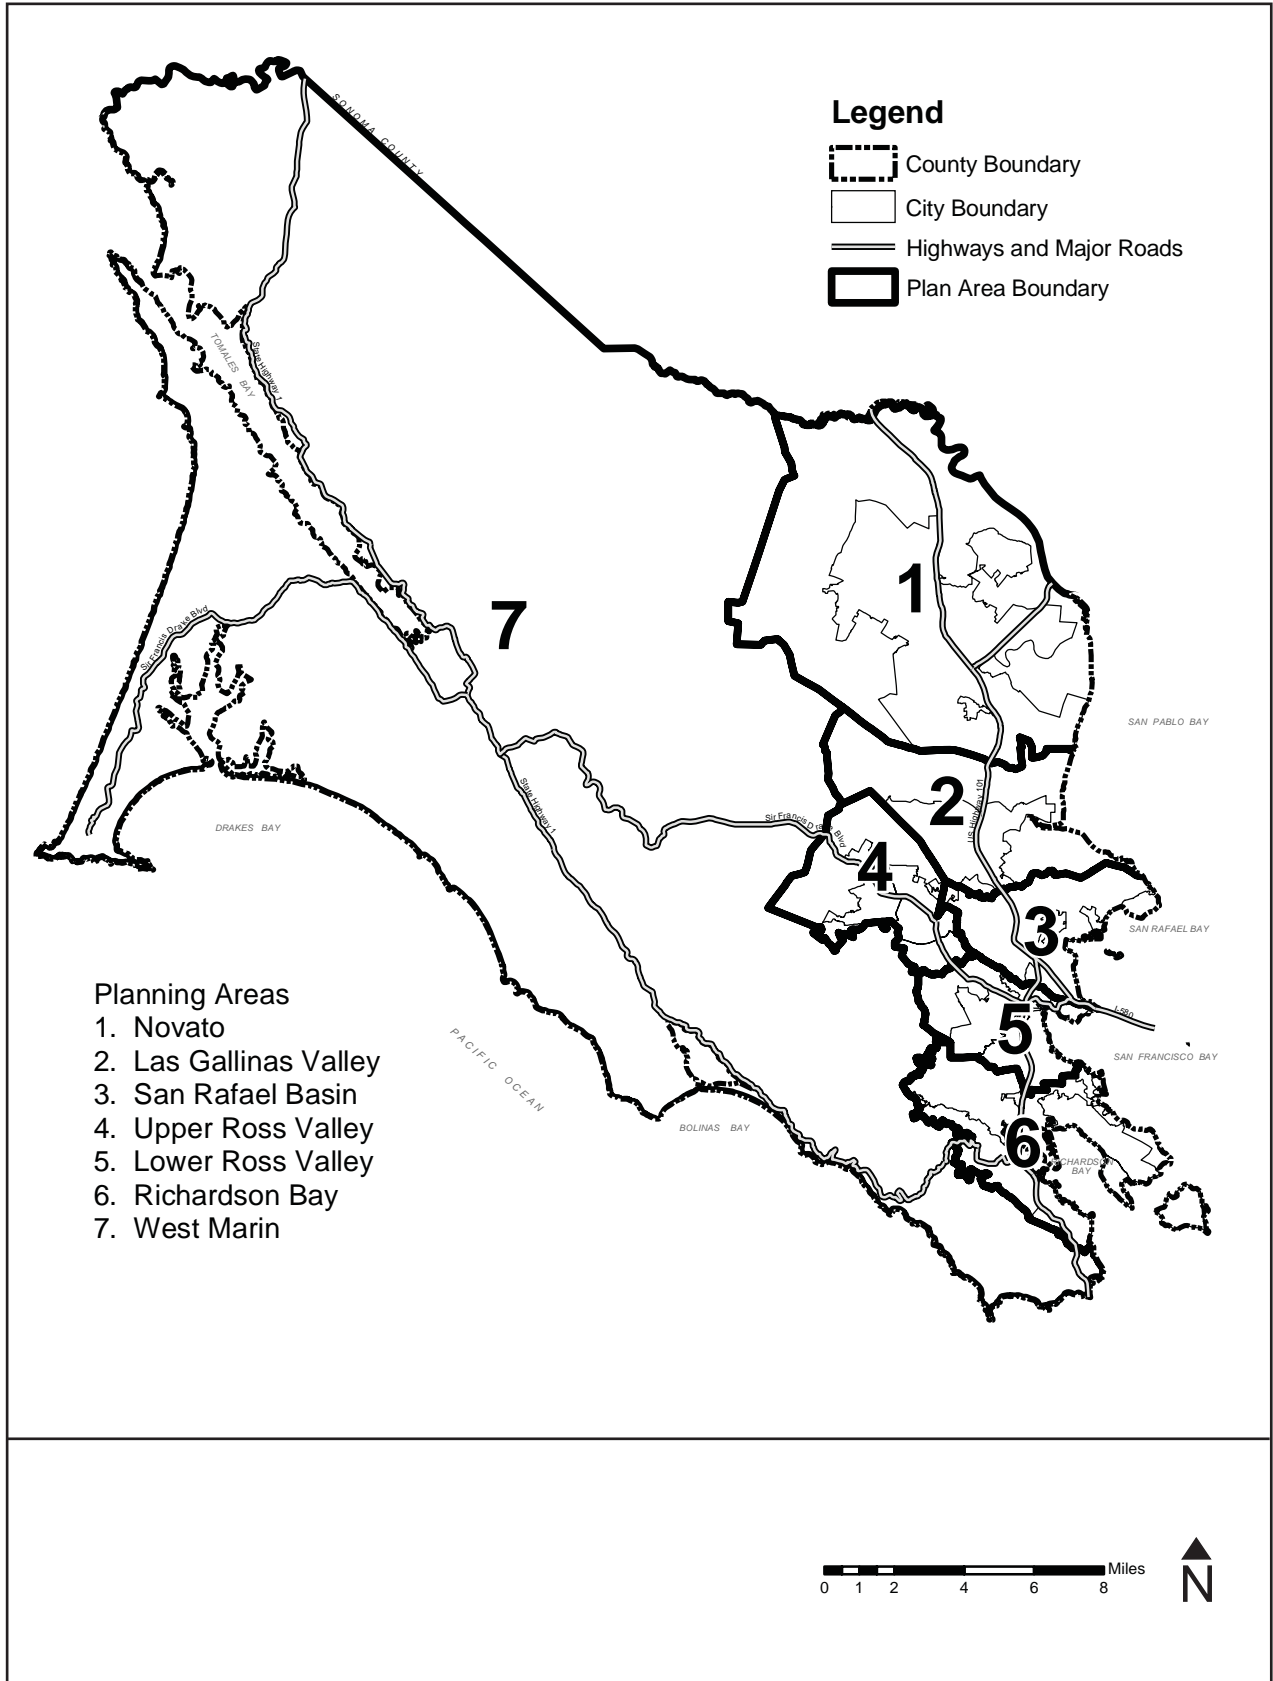 SONOMA COUNTY
Legend
County Boundary
City Boundary
Highways and Major Roads
Plan Area Boundary
TOMALES BAY
State Highway 1
1
7
Sir Francis Drake Blvd
SAN PABLO BAY
2
US Highway 101
State Highway 1
Sir Francis Drake Blvd
DRAKES BAY
4
3
SAN RAFAEL BAY
Planning Areas
1. Novato
2. Las Gallinas Valley
3. San Rafael Basin
4. Upper Ross Valley
5. Lower Ross Valley
6. Richardson Bay
7. West Marin
I-580
5
PACIFIC OCEAN
SAN FRANCISCO BAY
BOLINAS BAY
6
RICHARDSON
BAY
Miles
0 1 2 4 6 8
N